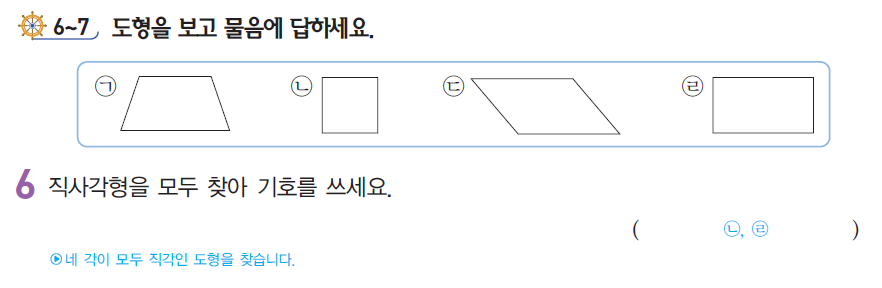 6~7 도형을 보고 물음에 답하세요.
㉠ ㉡ ㉢ ㉣
6 직사각형을 모두 찾아 기호를 쓰세요.
( ㉡, ㉣ )
네 각이 모두 직각인 도형을 찾습니다.